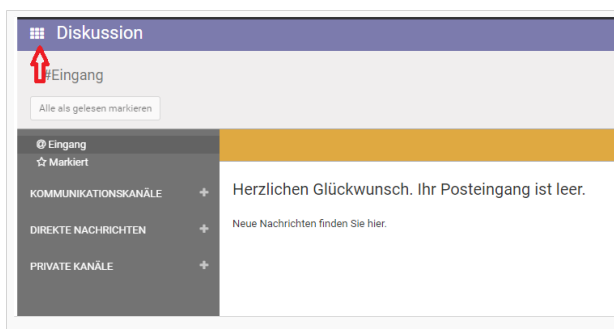 Diskussion
#Eingang
Alle als gelesen markieren
@ Eingang
Markiert
KOMMUNIKATIONSKANÄLE +
DIREKTE NACHRICHTEN +
PRIVATE KANÄLE +
Herzlichen Glückwunsch. Ihr Posteingang ist leer.
Neue Nachrichten finden Sie hier.